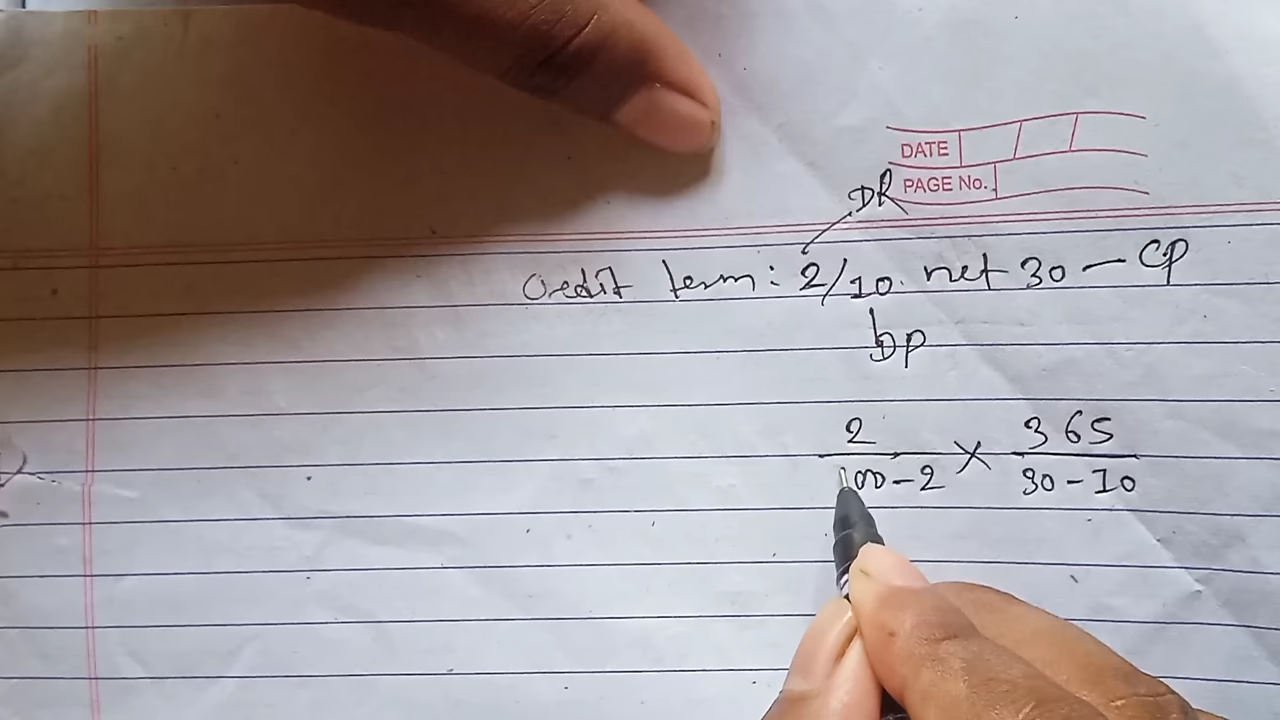 DATE
DR PAGE No.
Credit term: 2/10. net 30 - CP
DP
2/100-2 × 365/30-10